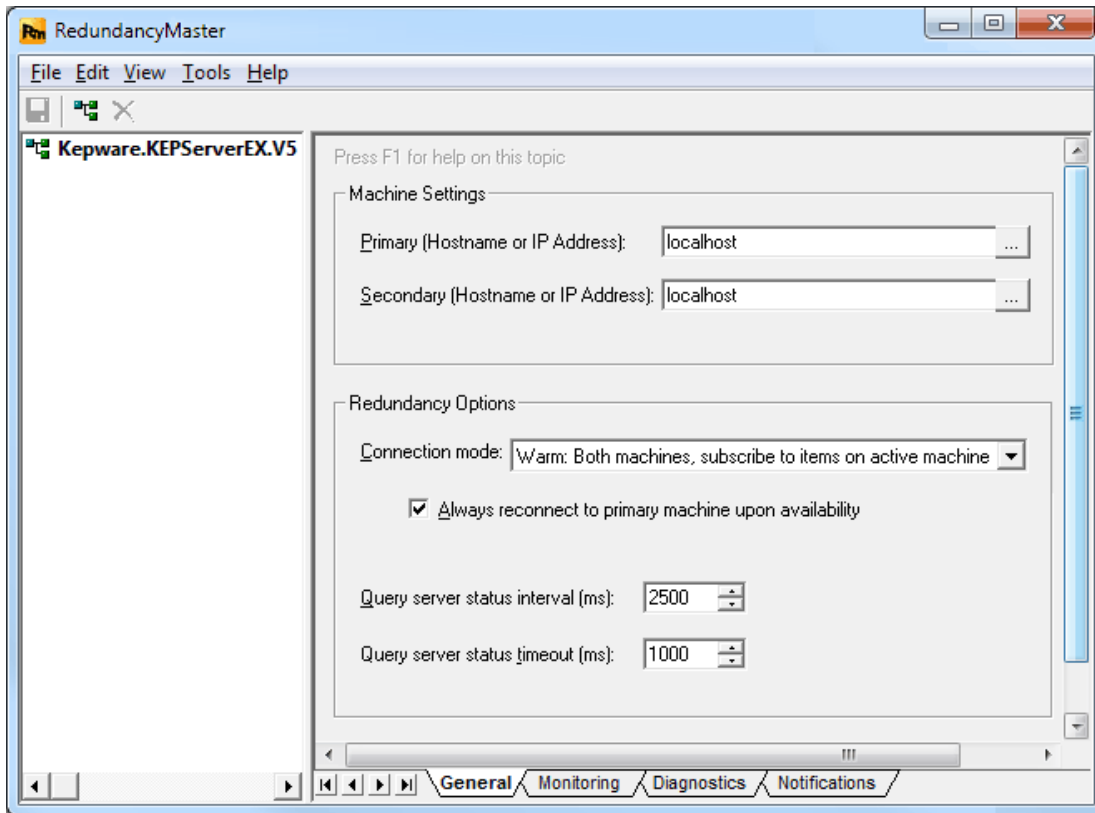 Rm RedundancyMaster
File Edit View Tools Help
Kepware.KEPServerEX.V5
Press F1 for help on this topic
Machine Settings
Primary (Hostname or IP Address): localhost ...
Secondary (Hostname or IP Address): localhost ...
Redundancy Options
Connection mode: Warm: Both machines, subscribe to items on active machine
Always reconnect to primary machine upon availability
Query server status interval (ms): 2500
Query server status timeout (ms): 1000
General Monitoring Diagnostics Notifications